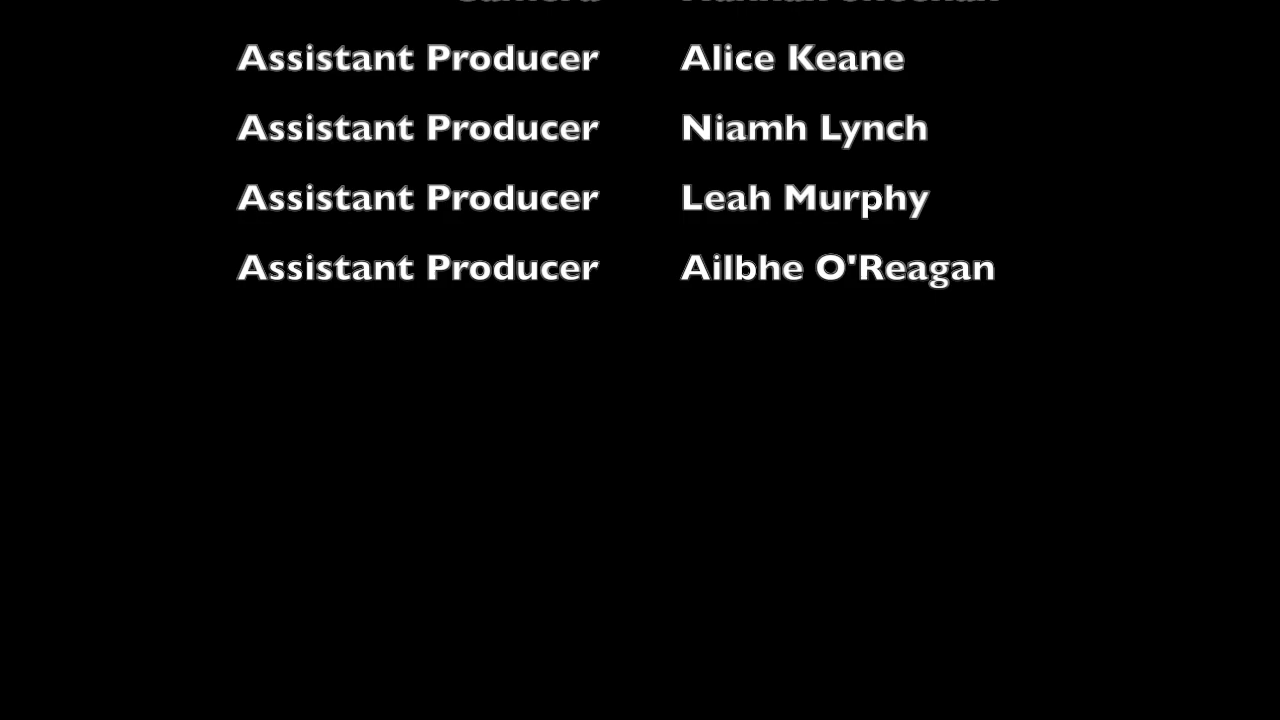 Assistant Producer Alice Keane
Assistant Producer Niamh Lynch
Assistant Producer Leah Murphy
Assistant Producer Ailbhe O'Reagan